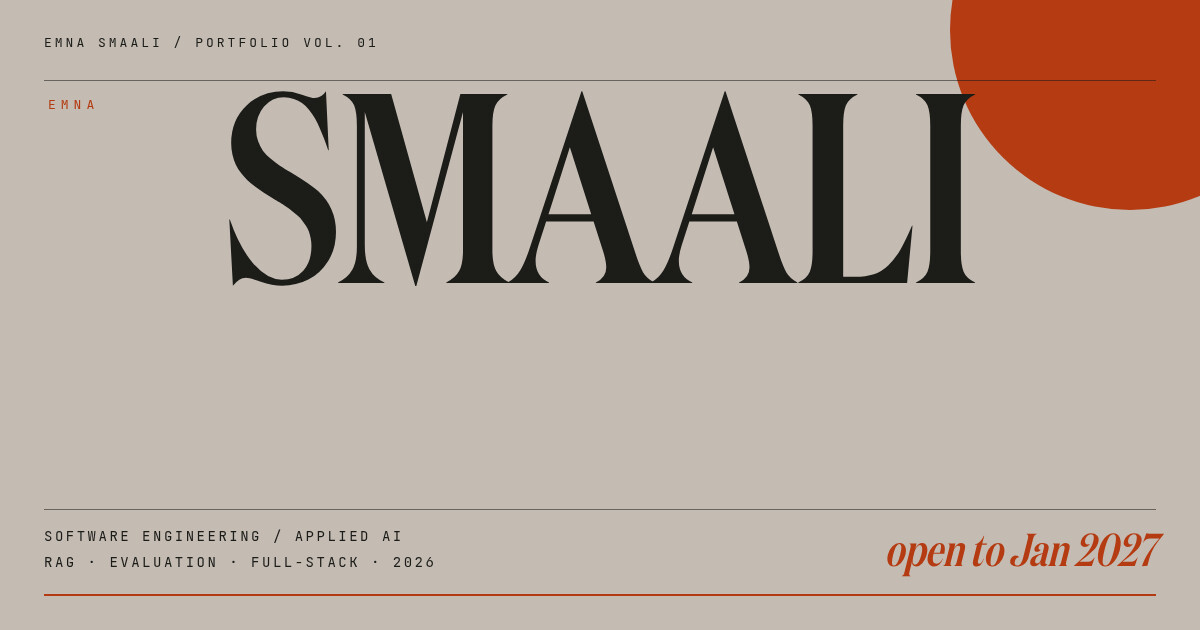 EMNA SMAALI / PORTFOLIO VOL. 01
EMNA
SMAALI
SOFTWARE ENGINEERING / APPLIED AI
RAG · EVALUATION · FULL-STACK · 2026
open to Jan 2027